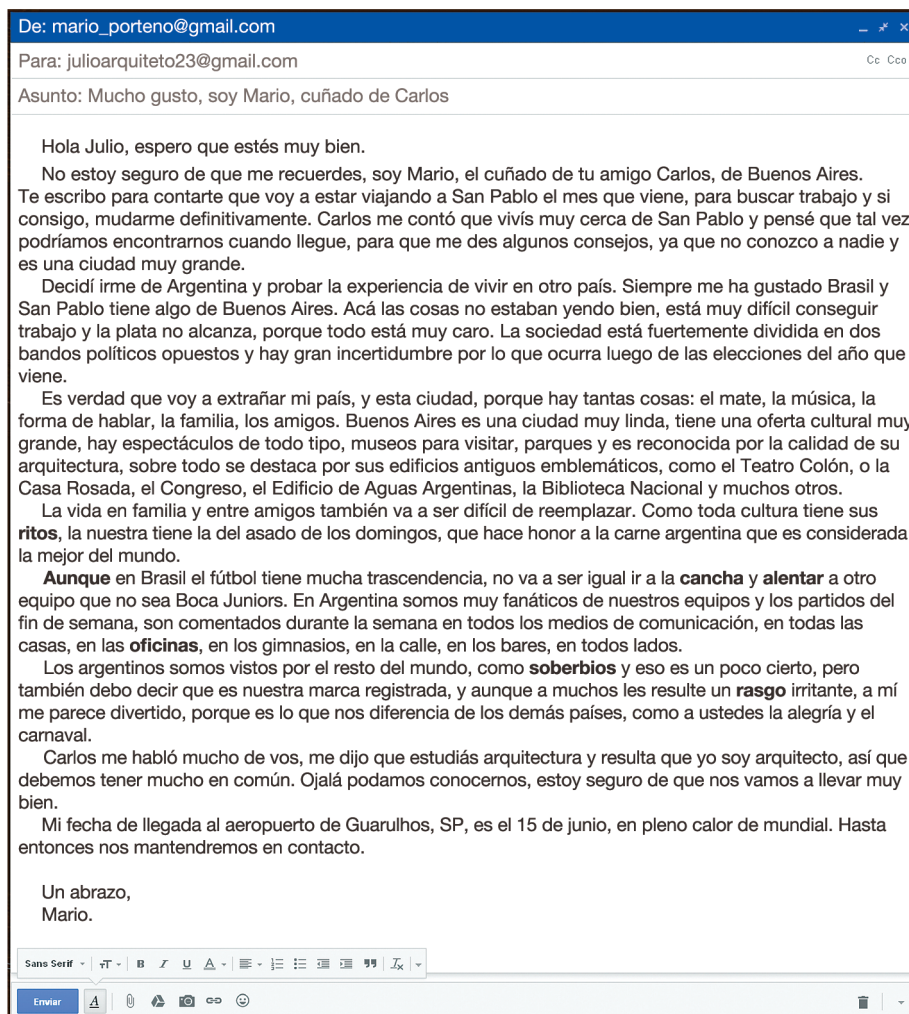 De: mario_porteno@gmail.com
Para: julioarquiteto23@gmail.com
Cc Cco
Asunto: Mucho gusto, soy Mario, cuñado de Carlos
Hola Julio, espero que estés muy bien.
No estoy seguro de que me recuerdes, soy Mario, el cuñado de tu amigo Carlos, de Buenos Aires.
Te escribo para contarte que voy a estar viajando a San Pablo el mes que viene, para buscar trabajo y si
consigo, mudarme definitivamente. Carlos me contó que vivís muy cerca de San Pablo y pensé que tal vez
podríamos encontrarnos cuando llegue, para que me des algunos consejos, ya que no conozco a nadie y
es una ciudad muy grande.
Decidí irme de Argentina y probar la experiencia de vivir en otro país. Siempre me ha gustado Brasil y
San Pablo tiene algo de Buenos Aires. Acá las cosas no estaban yendo bien, está muy difícil conseguir
trabajo y la plata no alcanza, porque todo está muy caro. La sociedad está fuertemente dividida en dos
bandos políticos opuestos y hay gran incertidumbre por lo que ocurra luego de las elecciones del año que
viene.
Es verdad que voy a extrañar mi país, y esta ciudad, porque hay tantas cosas: el mate, la música, la
forma de hablar, la familia, los amigos. Buenos Aires es una ciudad muy linda, tiene una oferta cultural muy
grande, hay espectáculos de todo tipo, museos para visitar, parques y es reconocida por la calidad de su
arquitectura, sobre todo se destaca por sus edificios antiguos emblemáticos, como el Teatro Colón, o la
Casa Rosada, el Congreso, el Edificio de Aguas Argentinas, la Biblioteca Nacional y muchos otros.
La vida en familia y entre amigos también va a ser difícil de reemplazar. Como toda cultura tiene sus
ritos, la nuestra tiene la del asado de los domingos, que hace honor a la carne argentina que es considerada
la mejor del mundo.
Aunque en Brasil el fútbol tiene mucha trascendencia, no va a ser igual ir a la cancha y alentar a otro
equipo que no sea Boca Juniors. En Argentina somos muy fanáticos de nuestros equipos y los partidos del
fin de semana, son comentados durante la semana en todos los medios de comunicación, en todas las
casas, en las oficinas, en los gimnasios, en la calle, en los bares, en todos lados.
Los argentinos somos vistos por el resto del mundo, como soberbios y eso es un poco cierto, pero
también debo decir que es nuestra marca registrada, y aunque a muchos les resulte un rasgo irritante, a mí
me parece divertido, porque es lo que nos diferencia de los demás países, como a ustedes la alegría y el
carnaval.
Carlos me habló mucho de vos, me dijo que estudiás arquitectura y resulta que yo soy arquitecto, así que
debemos tener mucho en común. Ojalá podamos conocernos, estoy seguro de que nos vamos a llevar muy
bien.
Mi fecha de llegada al aeropuerto de Guarulhos, SP, es el 15 de junio, en pleno calor de mundial. Hasta
entonces nos mantendremos en contacto.
Un abrazo,
Mario.
Sans Serif
Enviar